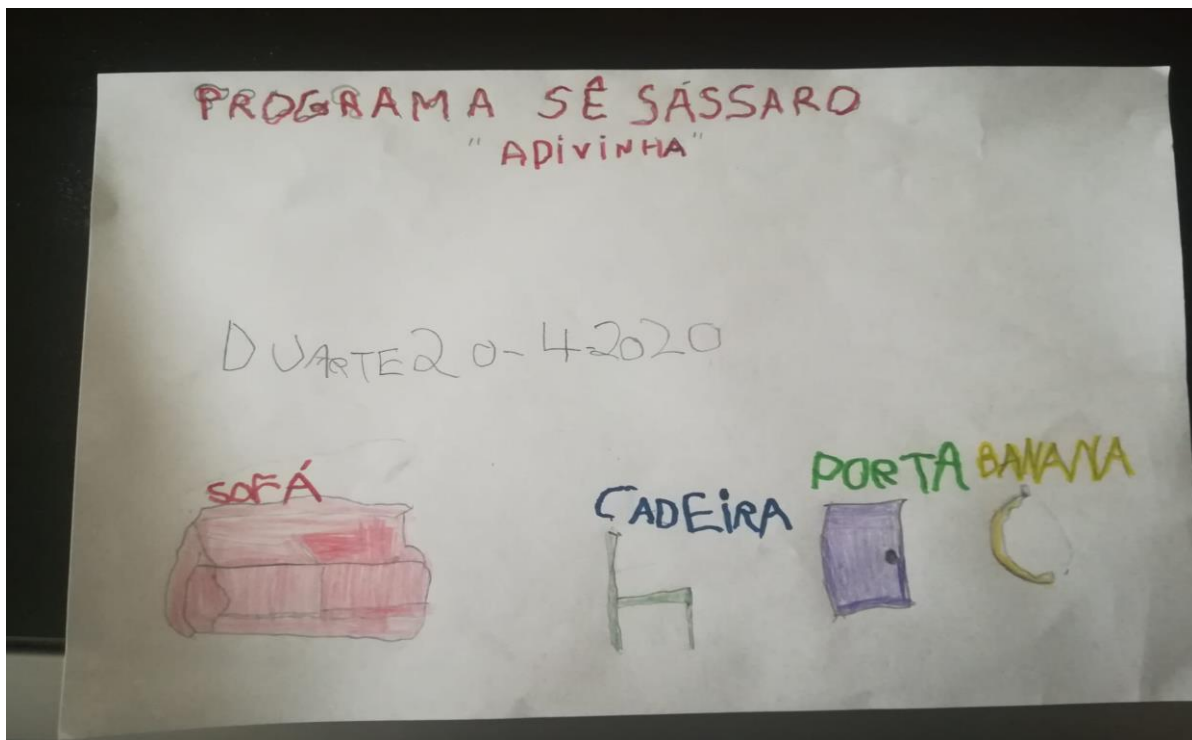 PROGRAMA SÊ SÁSSARO
"ADiViNHA"
DUARTE 20-4-2020
SOFÁ
CADEiRA
PORTA
BANANA